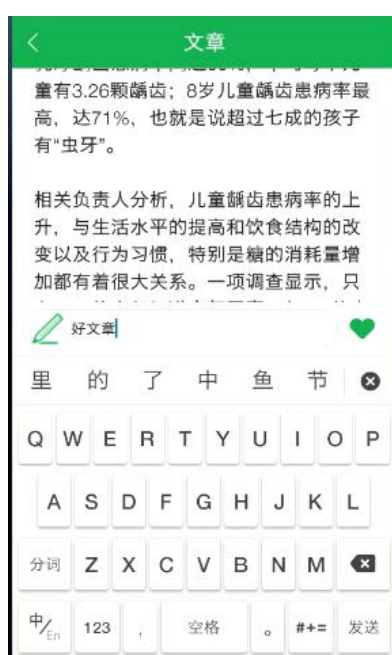 文章
童有3.26颗龋齿；8岁儿童龋齿患病率最
高，达71%，也就是说超过七成的孩子
有“虫牙”。
相关负责人分析，儿童龋齿患病率的上
升，与生活水平的提高和饮食结构的改
变以及行为习惯，特别是糖的消耗量增
加都有着很大关系。一项调查显示，只
好文章
里 的 了 中 鱼 节
Q W E R T Y U I O P
A S D F G H J K L
分词 Z X C V B N M
中/En 123 , 空格 。 #+= 发送